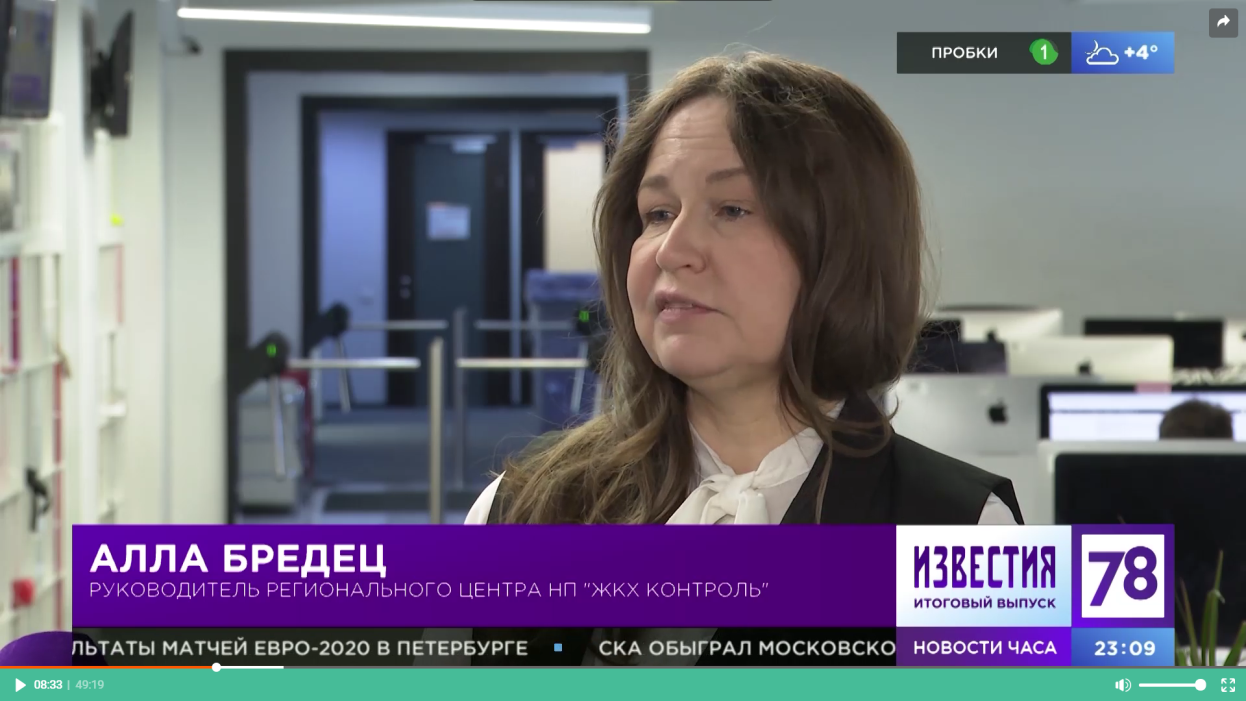 ПРОБКИ 1 +4°
АЛЛА БРЕДЕЦ
РУКОВОДИТЕЛЬ РЕГИОНАЛЬНОГО ЦЕНТРА НП "ЖКХ КОНТРОЛЬ"
ИЗВЕСТИЯ
ИТОГОВЫЙ ВЫПУСК
78
ЛЬТАТЫ МАТЧЕЙ ЕВРО-2020 В ПЕТЕРБУРГЕ ▪ СКА ОБЫГРАЛ МОСКОВСКО
НОВОСТИ ЧАСА 23:09
08:33 | 49:19